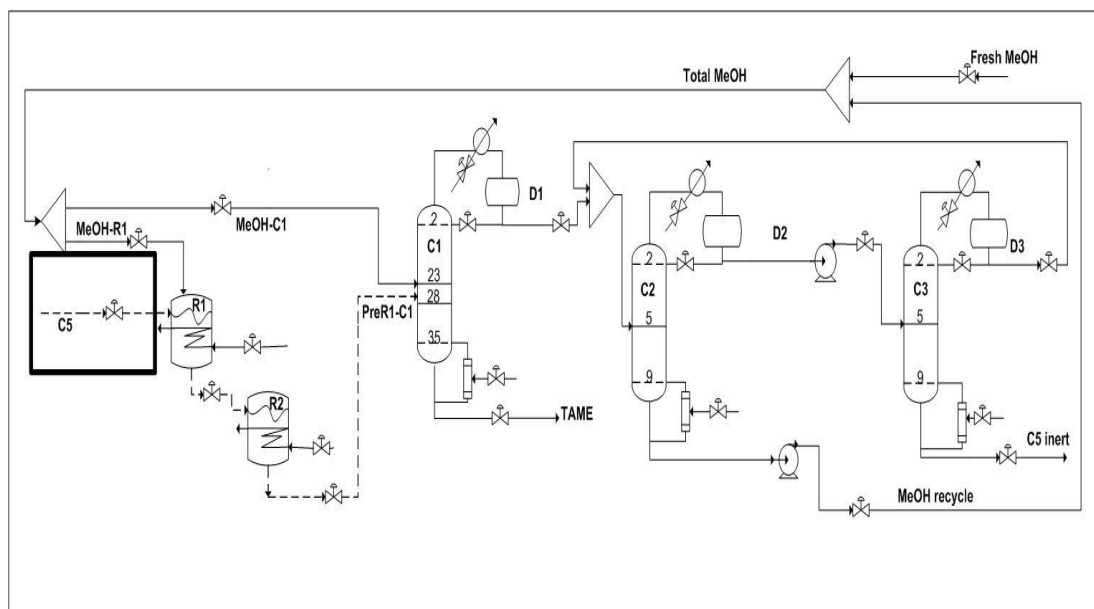 Fresh MeOH
Total MeOH
D1
MeOH-R1
MeOH-C1
2
C1
23
28
35
PreR1-C1
C5
R1
R2
TAME
2
C2
5
9
D2
2
C3
5
9
D3
C5 inert
MeOH recycle